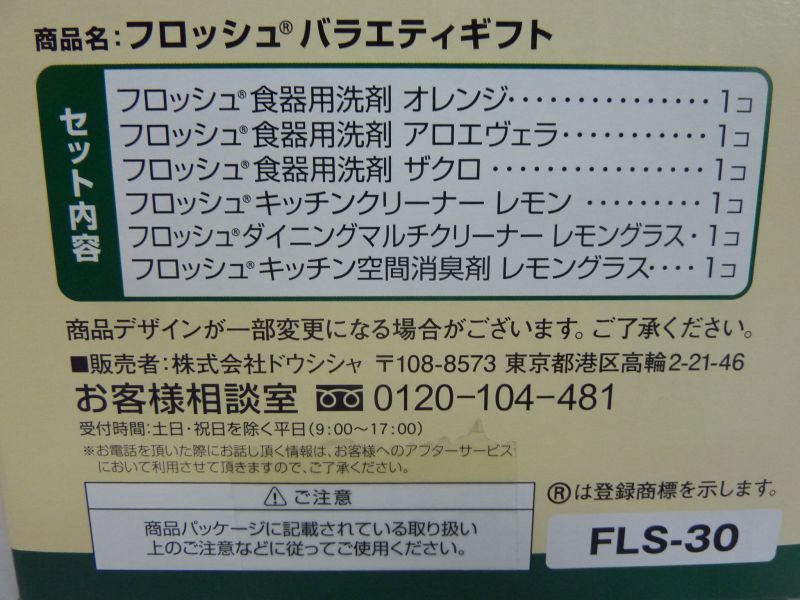 商品名：フロッシュ®バラエティギフト
セット内容
フロッシュ®食器用洗剤 オレンジ・・・・・・・・・・・・・・・・1コ
フロッシュ®食器用洗剤 アロエヴェラ・・・・・・・・・・・1コ
フロッシュ®食器用洗剤 ザクロ・・・・・・・・・・・・・・・・1コ
フロッシュ®キッチンクリーナー レモン・・・・・・・・・1コ
フロッシュ®ダイニングマルチクリーナー レモングラス・1コ
フロッシュ®キッチン空間消臭剤 レモングラス・・・・1コ
商品デザインが一部変更になる場合がございます。ご了承ください。
■販売者：株式会社ドウシシャ 〒108-8573 東京都港区高輪2-21-46
お客様相談室 0120-104-481
受付時間：土日・祝日を除く平日（9：00〜17：00）
※お電話を頂いた際にお話し頂く情報は、お客様へのアフターサービス
において利用させて頂きますので、ご了承ください。
⚠ご注意
商品パッケージに記載されている取り扱い
上のご注意などに従ってご使用ください。
®は登録商標を示します。
FLS-30